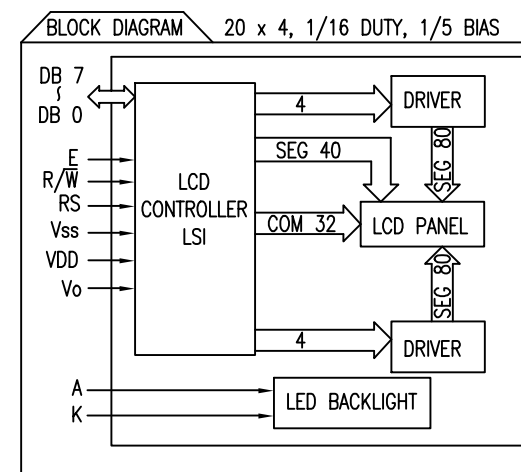 BLOCK DIAGRAM 20 x 4, 1/16 DUTY, 1/5 BIAS
DB 7
~
DB 0
E
R/W̅
RS
Vss
VDD
Vo
LCD
CONTROLLER
LSI
4
SEG 40
COM 32
4
DRIVER
SEG 80
LCD PANEL
SEG 80
DRIVER
A
K
LED BACKLIGHT